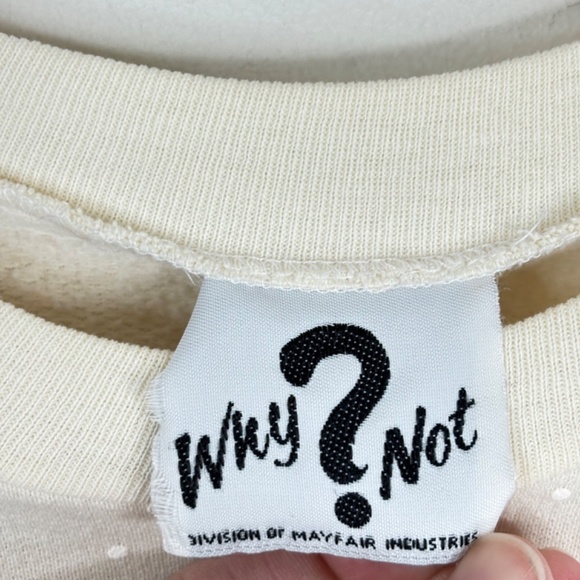 Why ? Not
DIVISION OF MAYFAIR INDUSTRIES